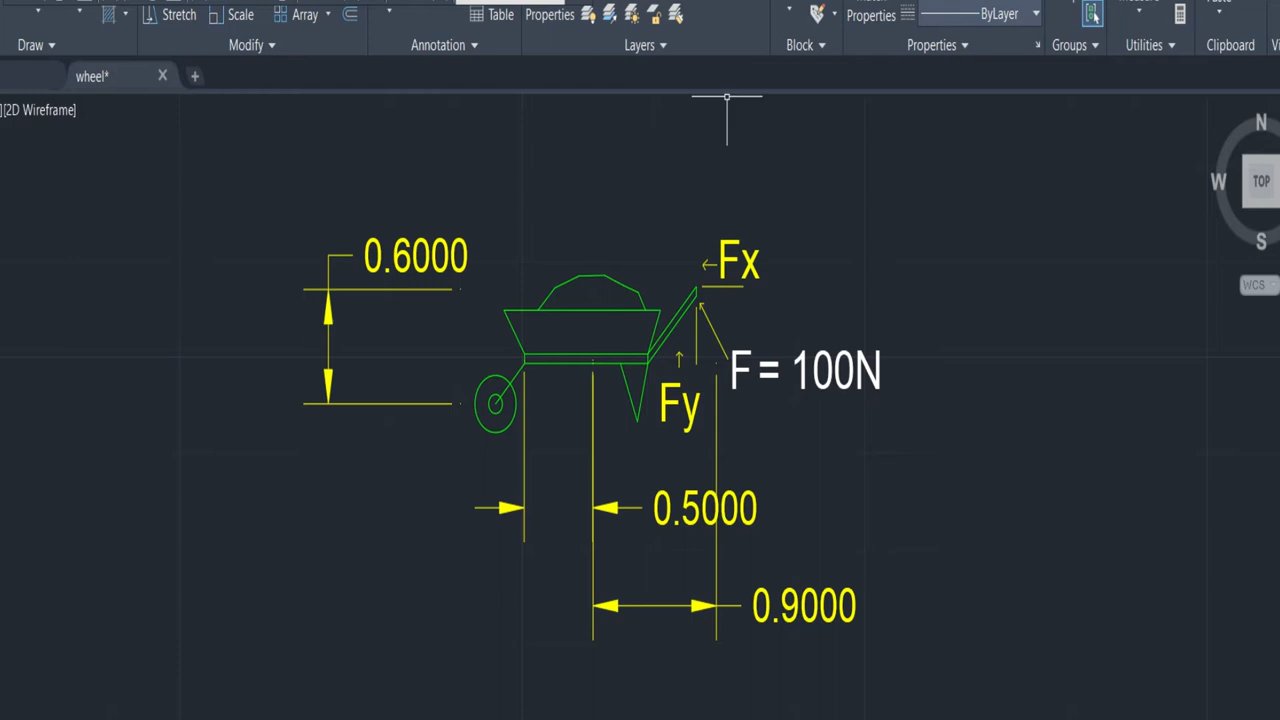 Stretch Scale Array Table Properties Properties ByLayer
Draw Modify Annotation Layers Block Properties Groups Utilities Clipboard
wheel*
][2D Wireframe]
N
W TOP
S
WCS
0.6000
Fx
F = 100N
Fy
0.5000
0.9000